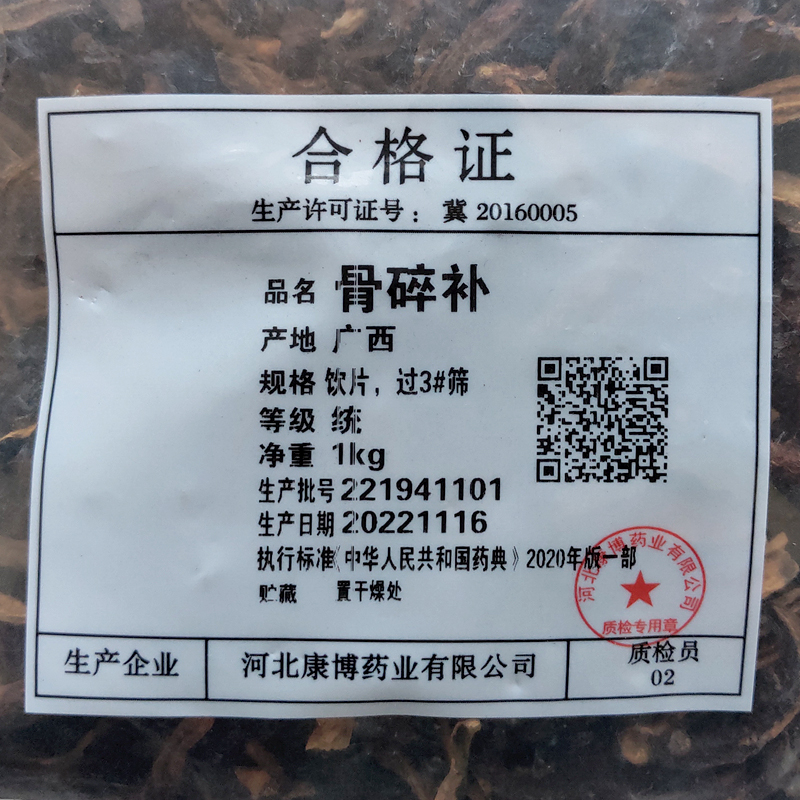 合格证
生产许可证号：冀 20160005
品名 骨碎补
产地 广西
规格 饮片，过3#筛
等级 统
净重 1kg
生产批号 221941101
生产日期 20221116
执行标准《中华人民共和国药典》2020年版一部
贮藏 置干燥处
河北康博药业有限公司
质检专用章
生产企业 河北康博药业有限公司 质检员
02